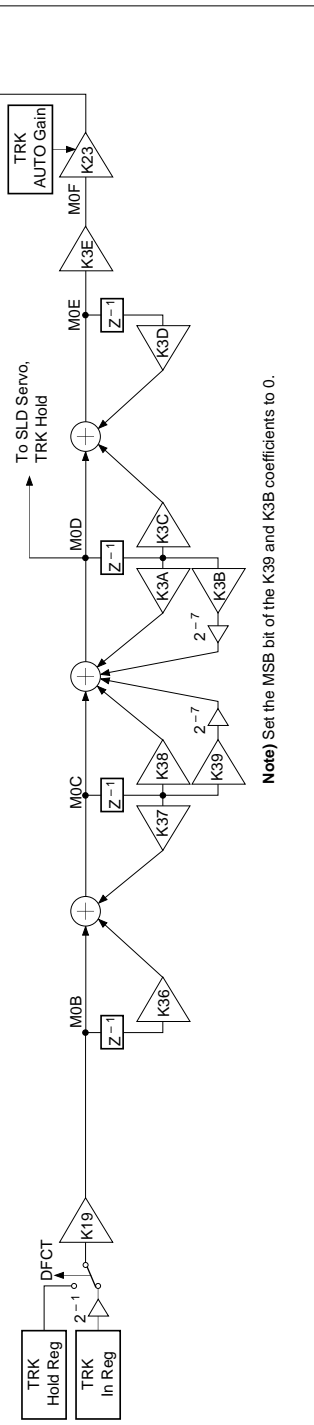 TRK
Hold Reg
TRK
In Reg
2⁻¹
DFCT
K19
M0B
Z⁻¹
K36
M0C
Z⁻¹
K37
K38
K39
2⁻⁷
2⁻⁷
K3A
K3B
Z⁻¹
K3C
M0D
To SLD Servo,
TRK Hold
M0E
Z⁻¹
K3D
K3E
M0F
K23
TRK
AUTO Gain
Note) Set the MSB bit of the K39 and K3B coefficients to 0.